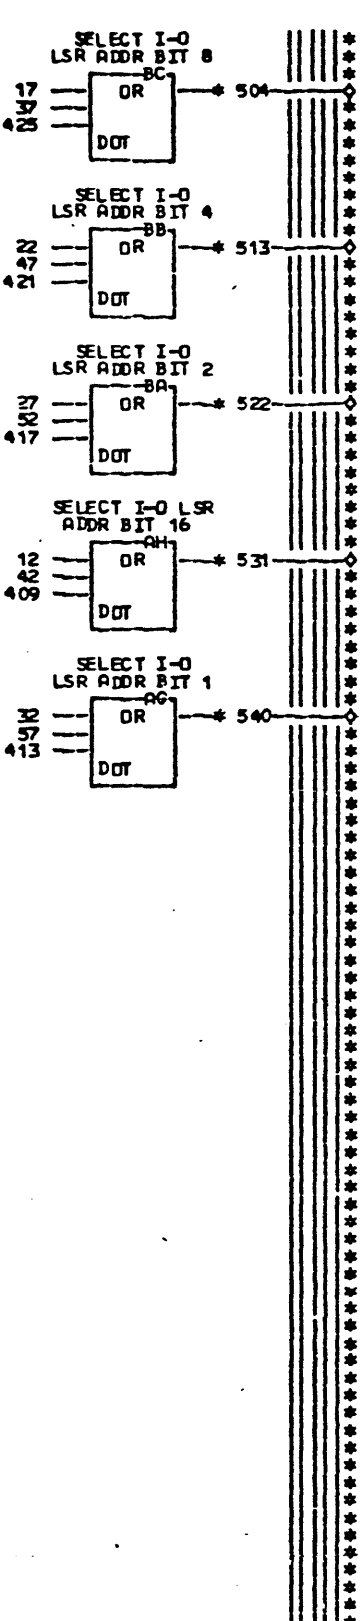 SELECT I-O
LSR ADDR BIT 8
BC
17 OR * 504
37
425
DOT
SELECT I-O
LSR ADDR BIT 4
BB
22 OR * 513
47
421
DOT
SELECT I-O
LSR ADDR BIT 2
BA
27 OR * 522
52
417
DOT
SELECT I-O LSR
ADDR BIT 16
AH
12 OR * 531
42
409
DOT
SELECT I-O
LSR ADDR BIT 1
AG
32 OR * 540
57
413
DOT